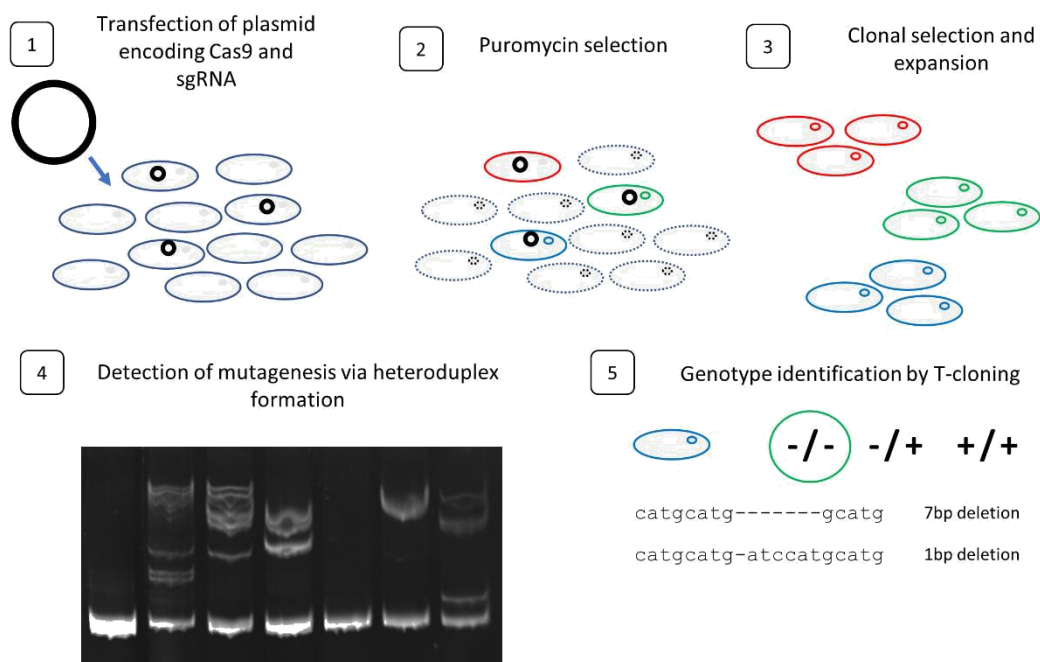 1
Transfection of plasmid
encoding Cas9 and
sgRNA
2
Puromycin selection
3
Clonal selection and
expansion
4
Detection of mutagenesis via heteroduplex
formation
5
Genotype identification by T-cloning
-/- -/+ +/+
catgcatg-------gcatg 7bp deletion
catgcatg-atccatgcatg 1bp deletion